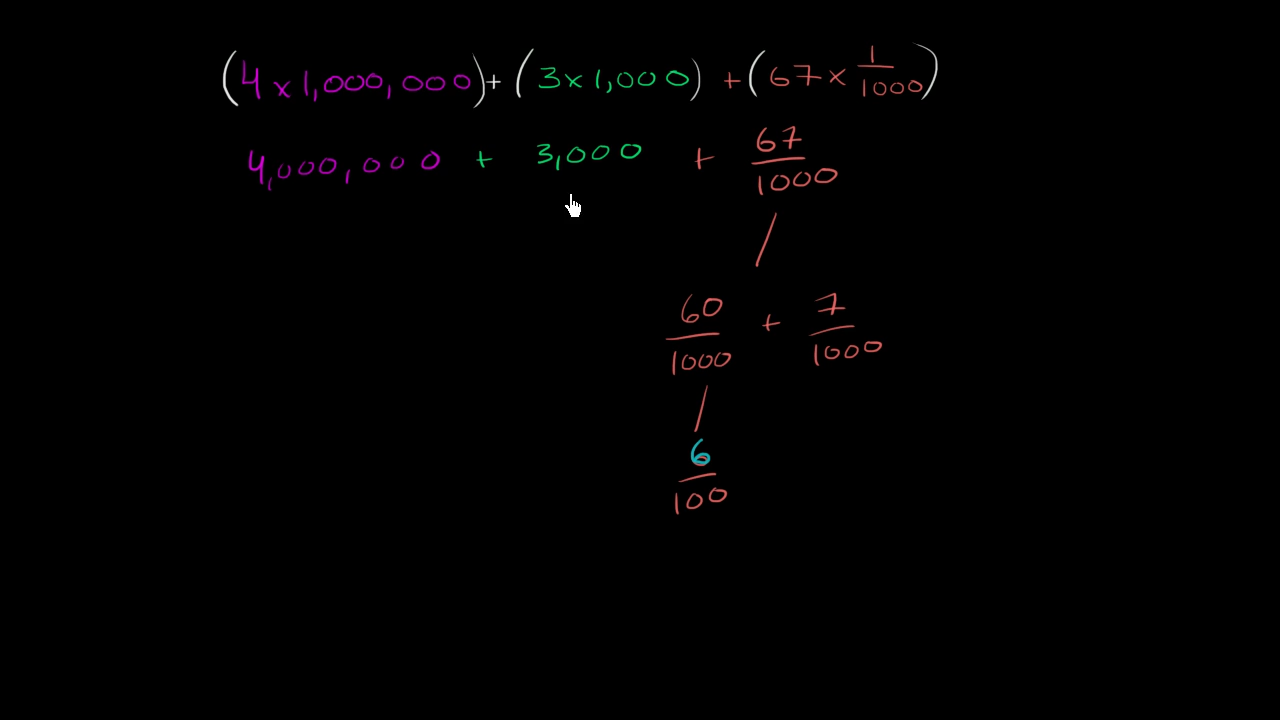 (4 x 1,000,000) + (3 x 1,000) + (67 x 1/1000)
4,000,000 + 3,000 + 67/1000
60/1000 + 7/1000
6/100